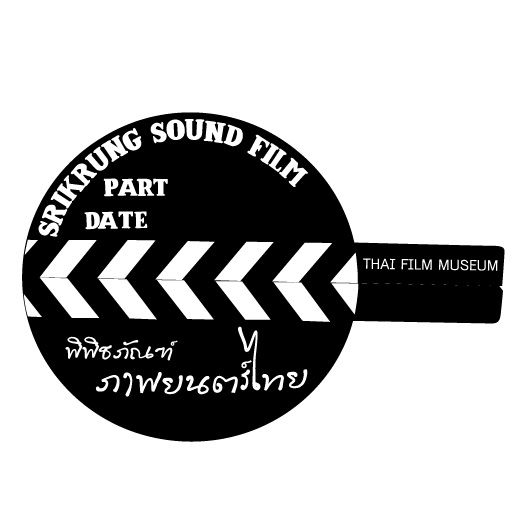 SRIKRUNG SOUND FILM
PART
DATE
THAI FILM MUSEUM
พิพิธภัณฑ์
ภาพยนตร์ไทย